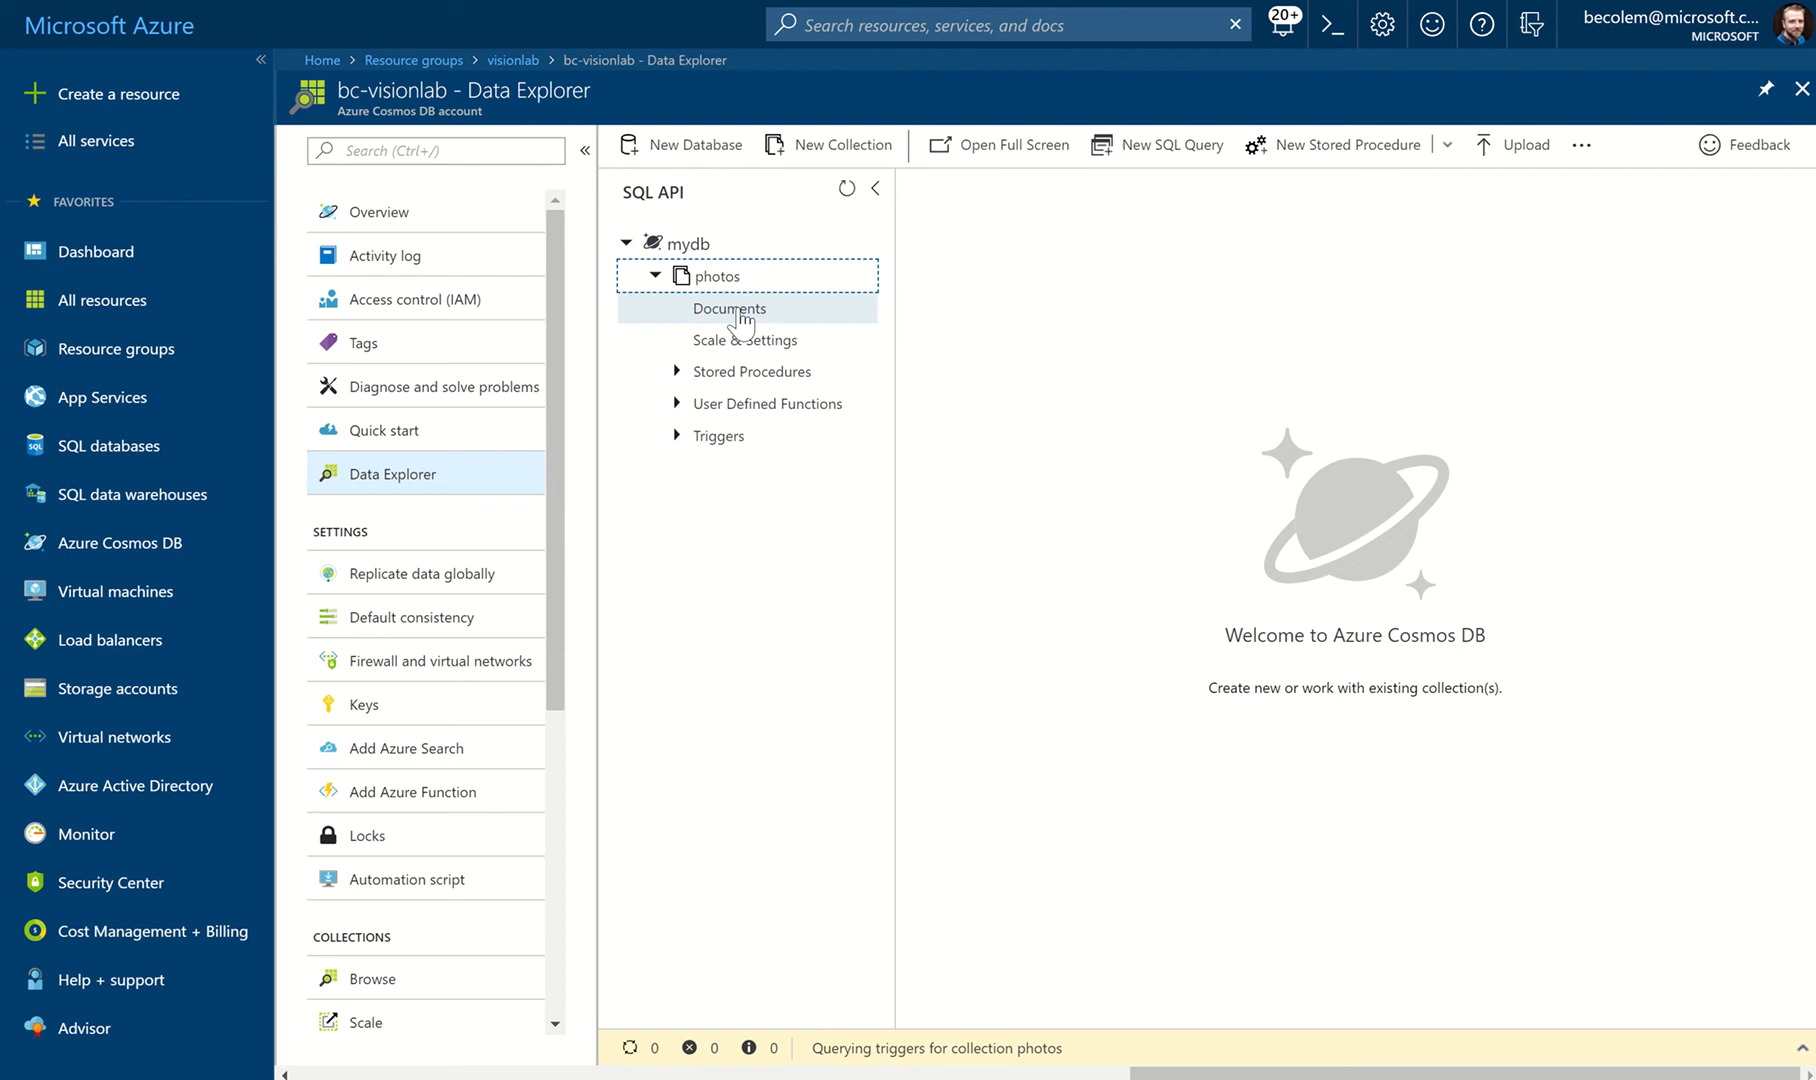 Microsoft Azure
Search resources, services, and docs
20+
becolem@microsoft.c...
MICROSOFT
Home
Resource groups
visionlab
bc-visionlab - Data Explorer
bc-visionlab - Data Explorer
Azure Cosmos DB account
Create a resource
All services
FAVORITES
Dashboard
All resources
Resource groups
App Services
SQL databases
SQL data warehouses
Azure Cosmos DB
Virtual machines
Load balancers
Storage accounts
Virtual networks
Azure Active Directory
Monitor
Security Center
Cost Management + Billing
Help + support
Advisor
Search (Ctrl+/)
Overview
Activity log
Access control (IAM)
Tags
Diagnose and solve problems
Quick start
Data Explorer
SETTINGS
Replicate data globally
Default consistency
Firewall and virtual networks
Keys
Add Azure Search
Add Azure Function
Locks
Automation script
COLLECTIONS
Browse
Scale
New Database
New Collection
Open Full Screen
New SQL Query
New Stored Procedure
Upload
Feedback
SQL API
mydb
photos
Documents
Scale & Settings
Stored Procedures
User Defined Functions
Triggers
Welcome to Azure Cosmos DB
Create new or work with existing collection(s).
0
0
0
Querying triggers for collection photos